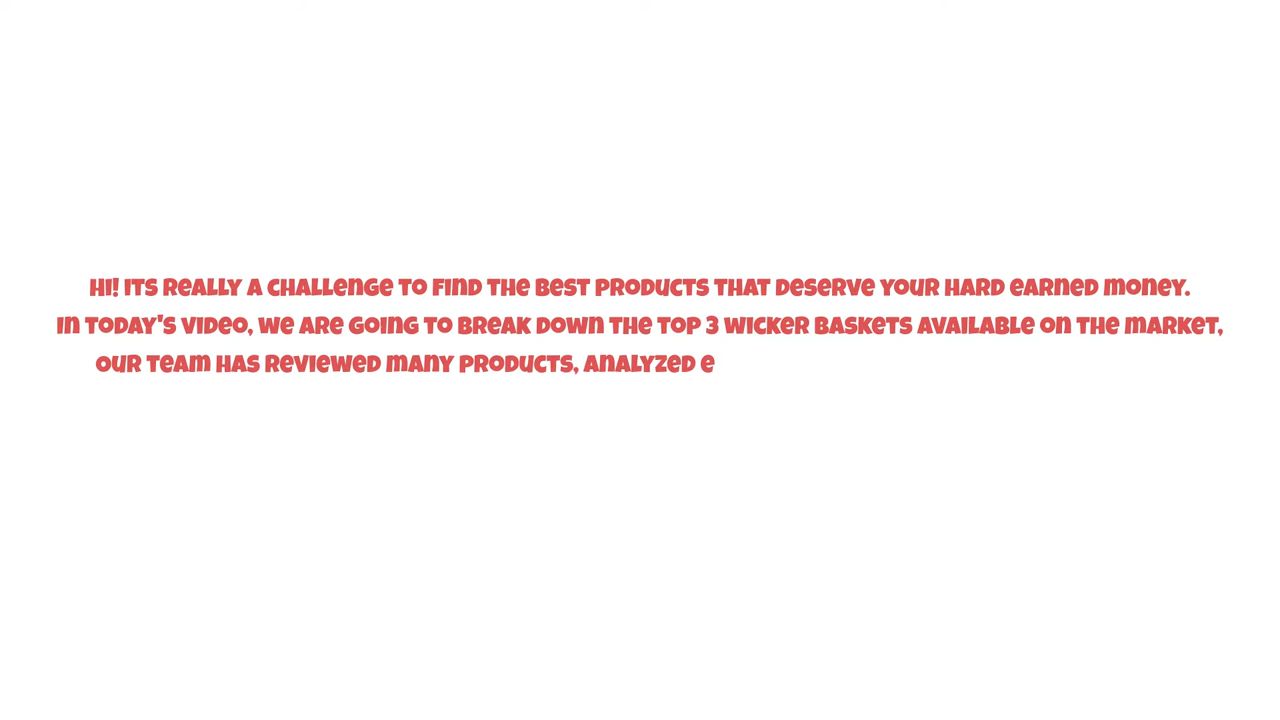 Hi! Its really a challenge to find the best products that deserve your hard earned money.
In today's video, we are going to break down the top 3 wicker baskets available on the market,
our team has reviewed many products, analyzed e